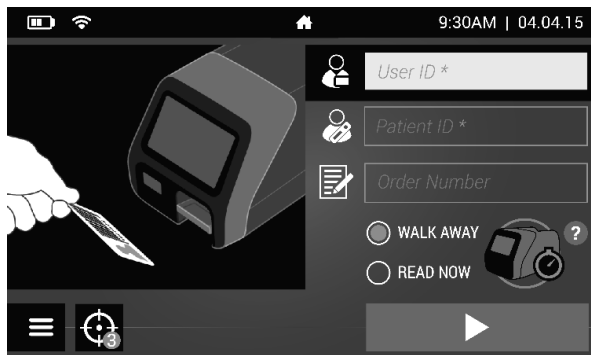 9:30AM | 04.04.15
User ID *
Patient ID *
Order Number
WALK AWAY
?
READ NOW
3